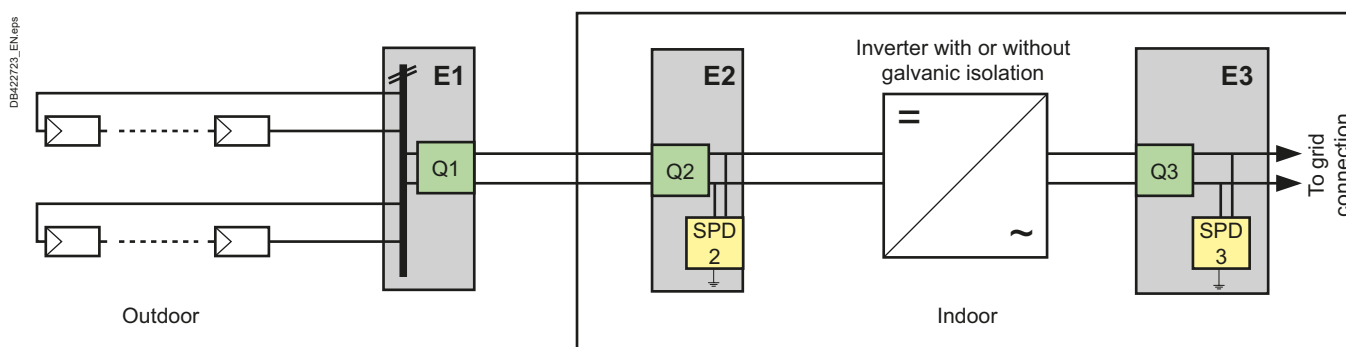 DB422723_EN.eps
E1
Q1
Outdoor
E2
Q2
SPD
2
Inverter with or without
galvanic isolation
=
~
Indoor
E3
Q3
SPD
3
To grid
connection